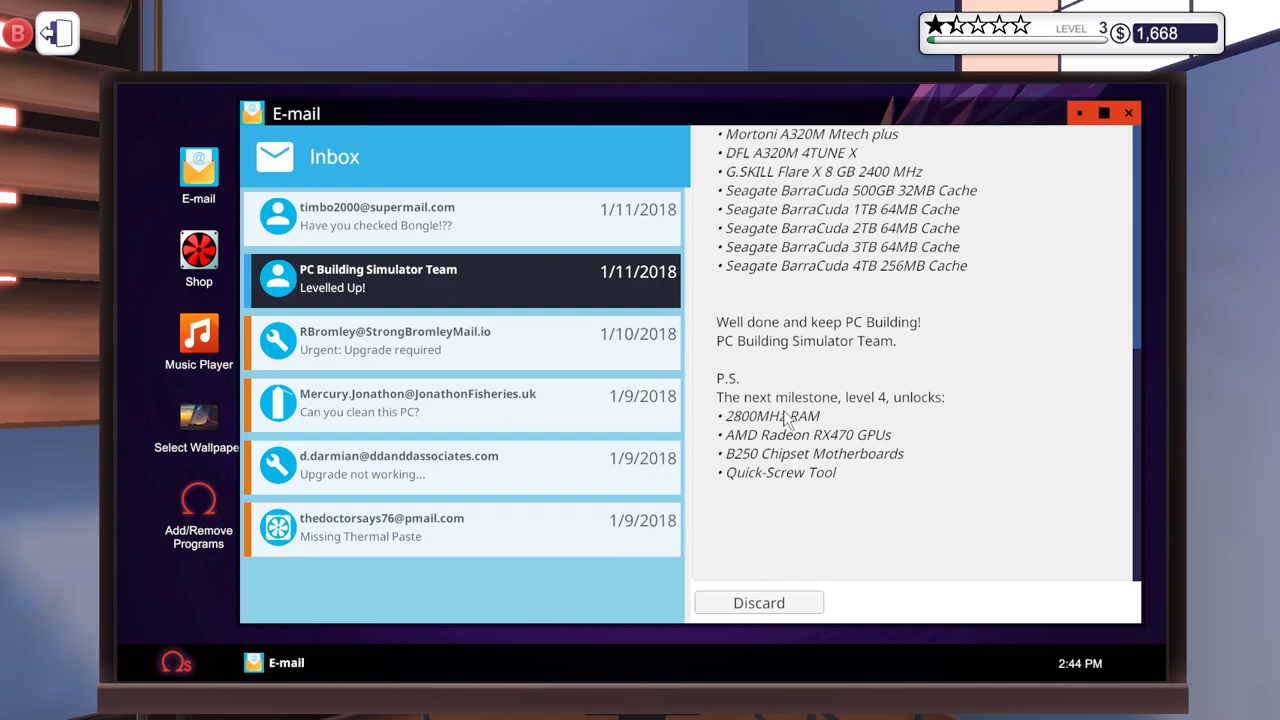 B
LEVEL 3 $ 1,668
E-mail
Inbox
E-mail
Shop
Music Player
Select Wallpape
Add/Remove
Programs
timbo2000@supermail.com 1/11/2018
Have you checked Bongle!??
PC Building Simulator Team 1/11/2018
Levelled Up!
RBromley@StrongBromleyMail.io 1/10/2018
Urgent: Upgrade required
Mercury.Jonathon@JonathonFisheries.uk 1/9/2018
Can you clean this PC?
d.darmian@ddanddassociates.com 1/9/2018
Upgrade not working...
thedoctorsays76@pmail.com 1/9/2018
Missing Thermal Paste
• Mortoni A320M Mtech plus
• DFL A320M 4TUNE X
• G.SKILL Flare X 8 GB 2400 MHz
• Seagate BarraCuda 500GB 32MB Cache
• Seagate BarraCuda 1TB 64MB Cache
• Seagate BarraCuda 2TB 64MB Cache
• Seagate BarraCuda 3TB 64MB Cache
• Seagate BarraCuda 4TB 256MB Cache
Well done and keep PC Building!
PC Building Simulator Team.
P.S.
The next milestone, level 4, unlocks:
• 2800MHz RAM
• AMD Radeon RX470 GPUs
• B250 Chipset Motherboards
• Quick-Screw Tool
Discard
Ωs E-mail 2:44 PM